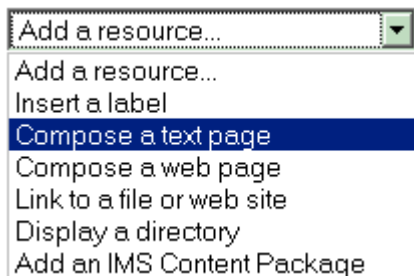 Add a resource...
Add a resource...
Insert a label
Compose a text page
Compose a web page
Link to a file or web site
Display a directory
Add an IMS Content Package